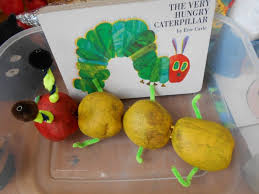 THE VERY
HUNGRY
CATERPILLAR
by Eric Carle